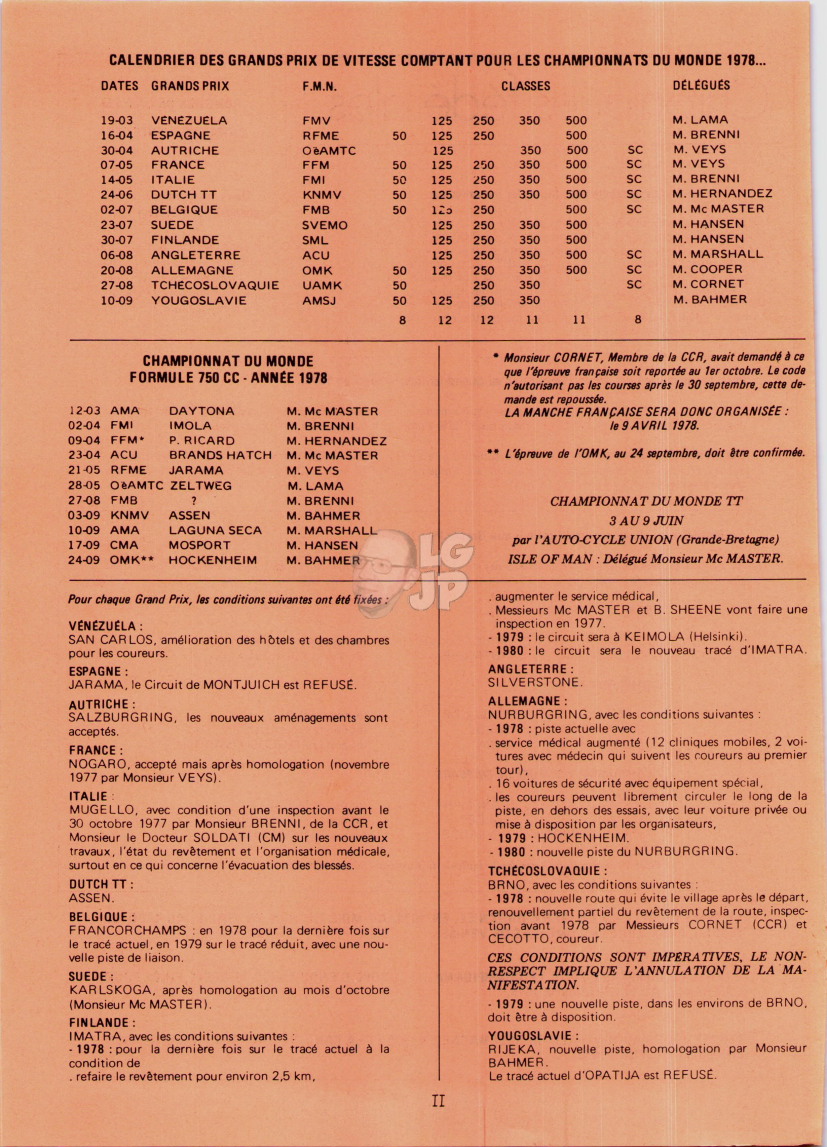 CALENDRIER DES GRANDS PRIX DE VITESSE COMPTANT POUR LES CHAMPIONNATS DU MONDE 1978...
DATES GRANDS PRIX F.M.N. CLASSES DÉLÉGUÉS
19-03 VENEZUELA FMV 125 250 350 500 M. LAMA
16-04 ESPAGNE RFME 50 125 250 500 M. BRENNI
30-04 AUTRICHE OèAMTC 125 350 500 SC M. VEYS
07-05 FRANCE FFM 50 125 250 350 500 SC M. VEYS
14-05 ITALIE FMI 50 125 250 350 500 SC M. BRENNI
24-06 DUTCH TT KNMV 50 125 250 350 500 SC M. HERNANDEZ
02-07 BELGIQUE FMB 50 125 250 500 SC M. Mc MASTER
23-07 SUEDE SVEMO 125 250 350 500 M. HANSEN
30-07 FINLANDE SML 125 250 350 500 M. HANSEN
06-08 ANGLETERRE ACU 125 250 350 500 SC M. MARSHALL
20-08 ALLEMAGNE OMK 50 125 250 350 500 SC M. COOPER
27-08 TCHÉCOSLOVAQUIE UAMK 50 250 350 SC M. CORNET
10-09 YOUGOSLAVIE AMSJ 50 125 250 350 M. BAHMER
8 12 12 11 11 8
CHAMPIONNAT DU MONDE
FORMULE 750 CC - ANNÉE 1978
12-03 AMA DAYTONA M. Mc MASTER
02-04 FMI IMOLA M. BRENNI
09-04 FFM* P. RICARD M. HERNANDEZ
23-04 ACU BRANDS HATCH M. Mc MASTER
21-05 RFME JARAMA M. VEYS
28-05 OèAMTC ZELTWEG M. LAMA
27-08 FMB ? M. BRENNI
03-09 KNMV ASSEN M. BAHMER
10-09 AMA LAGUNA SECA M. MARSHALL
17-09 CMA MOSPORT M. HANSEN
24-09 OMK** HOCKENHEIM M. BAHMER
* Monsieur CORNET, Membre de la CCR, avait demandé à ce
que l'épreuve française soit reportée au 1er octobre. Le code
n'autorisant pas les courses après le 30 septembre, cette de-
mande est repoussée.
LA MANCHE FRANÇAISE SERA DONC ORGANISÉE :
le 9 AVRIL 1978.
** L'épreuve de l'OMK, au 24 septembre, doit être confirmée.
CHAMPIONNAT DU MONDE TT
3 AU 9 JUIN
par l'AUTO-CYCLE UNION (Grande-Bretagne)
ISLE OF MAN : Délégué Monsieur Mc MASTER.
LG
JP
Pour chaque Grand Prix, les conditions suivantes ont été fixées :
VÉNÉZUÉLA :
SAN CARLOS, amélioration des hôtels et des chambres
pour les coureurs.
ESPAGNE :
JARAMA, le Circuit de MONTJUICH est REFUSÉ.
AUTRICHE :
SALZBURGRING, les nouveaux aménagements sont
acceptés.
FRANCE :
NOGARO, accepté mais après homologation (novembre
1977 par Monsieur VEYS).
ITALIE :
MUGELLO, avec condition d'une inspection avant le
30 octobre 1977 par Monsieur BRENNI, de la CCR, et
Monsieur le Docteur SOLDATI (CM) sur les nouveaux
travaux, l'état du revêtement et l'organisation médicale,
surtout en ce qui concerne l'évacuation des blessés.
DUTCH TT :
ASSEN.
BELGIQUE :
FRANCORCHAMPS : en 1978 pour la dernière fois sur
le tracé actuel, en 1979 sur le tracé réduit, avec une nou-
velle piste de liaison.
SUEDE :
KARLSKOGA, après homologation au mois d'octobre
(Monsieur Mc MASTER).
FINLANDE :
IMATRA, avec les conditions suivantes :
- 1978 : pour la dernière fois sur le tracé actuel à la
condition de
. refaire le revêtement pour environ 2,5 km,
. augmenter le service médical,
. Messieurs Mc MASTER et B. SHEENE vont faire une
inspection en 1977.
- 1979 : le circuit sera à KEIMOLA (Helsinki).
- 1980 : le circuit sera le nouveau tracé d'IMATRA.
ANGLETERRE :
SILVERSTONE.
ALLEMAGNE :
NURBURGRING, avec les conditions suivantes :
- 1978 : piste actuelle avec
. service médical augmenté (12 cliniques mobiles, 2 voi-
tures avec médecin qui suivent les coureurs au premier
tour),
. 16 voitures de sécurité avec équipement spécial,
. les coureurs peuvent librement circuler le long de la
piste, en dehors des essais, avec leur voiture privée ou
mise à disposition par les organisateurs,
- 1979 : HOCKENHEIM.
- 1980 : nouvelle piste du NURBURGRING.
TCHÉCOSLOVAQUIE :
BRNO, avec les conditions suivantes :
- 1978 : nouvelle route qui évite le village après le départ,
renouvellement partiel du revêtement de la route, inspec-
tion avant 1978 par Messieurs CORNET (CCR) et
CECOTTO, coureur.
CES CONDITIONS SONT IMPERATIVES, LE NON-
RESPECT IMPLIQUE L'ANNULATION DE LA MA-
NIFESTATION.
- 1979 : une nouvelle piste, dans les environs de BRNO,
doit être à disposition.
YOUGOSLAVIE :
RIJEKA, nouvelle piste, homologation par Monsieur
BAHMER.
Le tracé actuel d'OPATIJA est REFUSÉ.
II